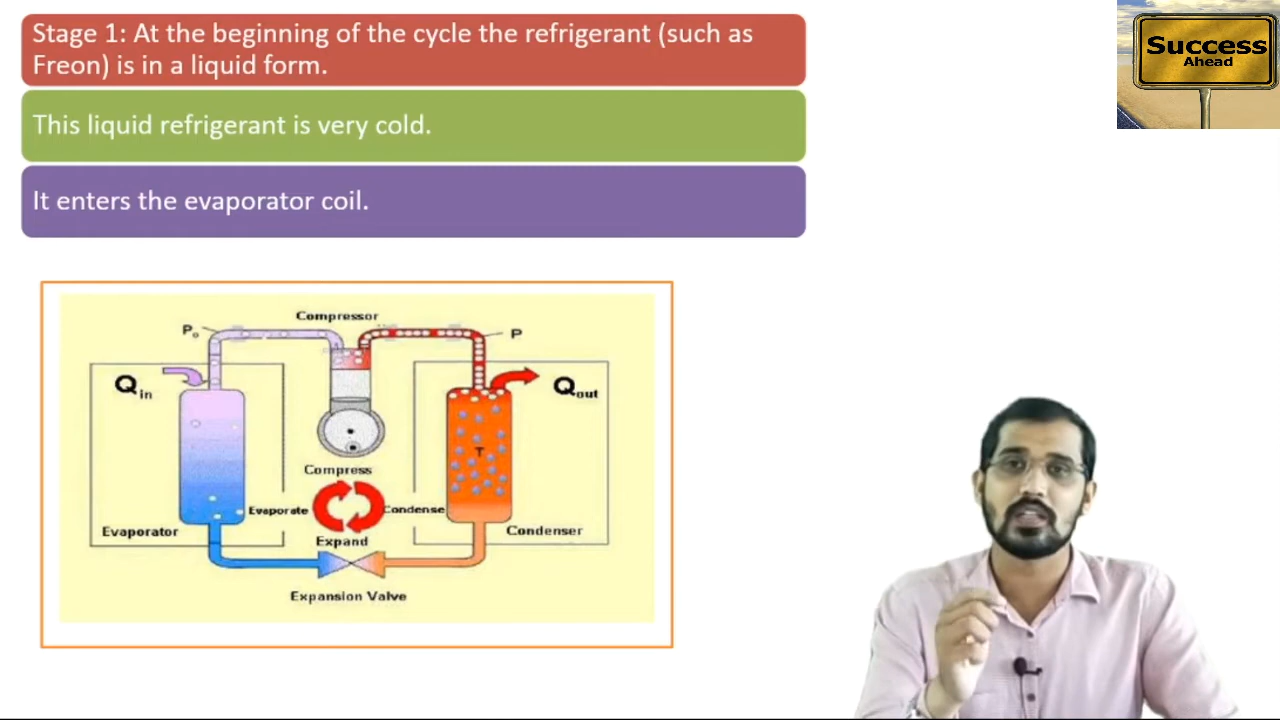 Stage 1: At the beginning of the cycle the refrigerant (such as
Freon) is in a liquid form.
This liquid refrigerant is very cold.
It enters the evaporator coil.
Success
Ahead
Compressor
Po
P
Qin
Qout
T
Compress
Evaporate
Condense
Evaporator
Expand
Condenser
Expansion Valve